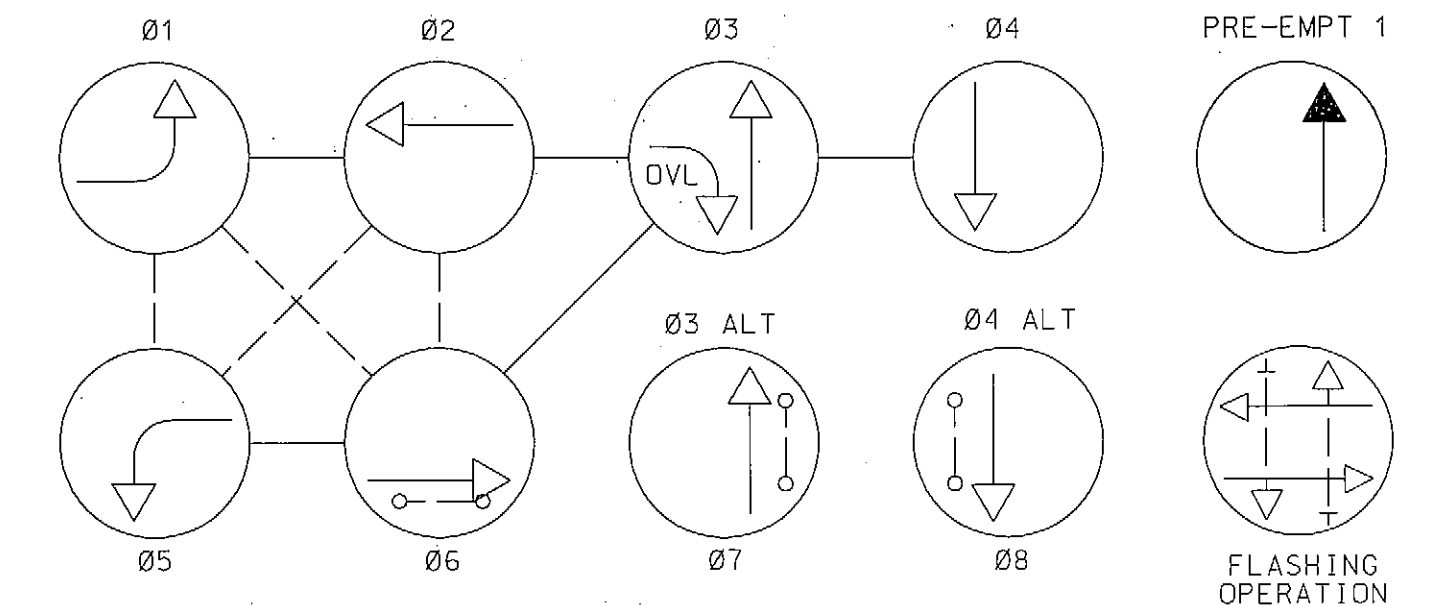 Ø1
Ø2
Ø3
Ø4
PRE-EMPT 1
OVL
Ø3 ALT
Ø4 ALT
Ø5
Ø6
Ø7
Ø8
FLASHING
OPERATION